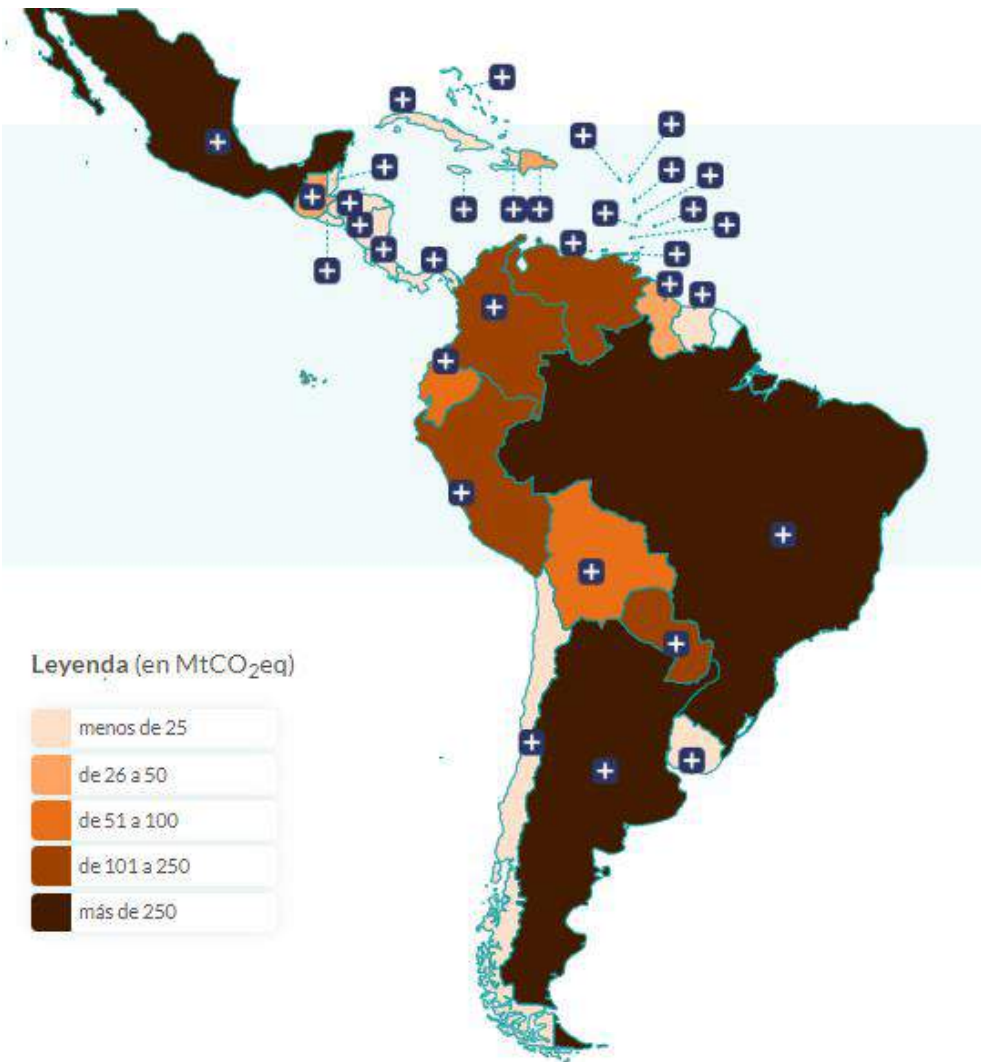 Leyenda (en MtCO₂eq)
menos de 25
de 26 a 50
de 51 a 100
de 101 a 250
más de 250